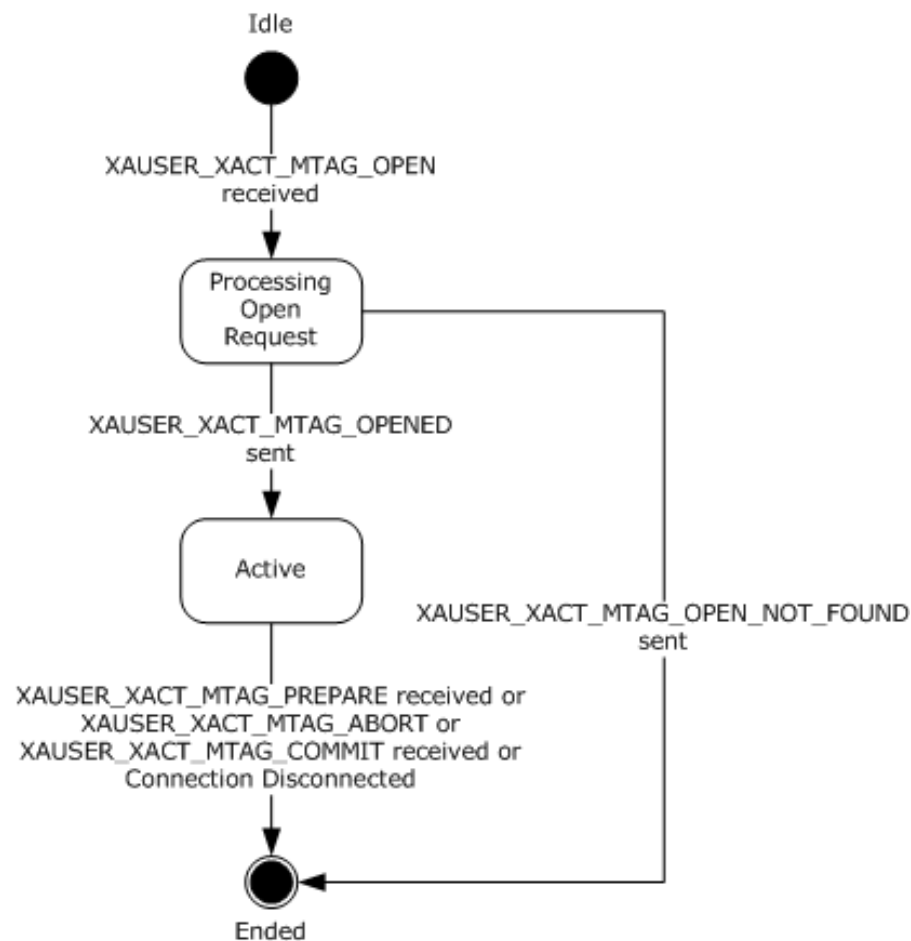 Idle
XAUSER_XACT_MTAG_OPEN
received
Processing
Open
Request
XAUSER_XACT_MTAG_OPENED
sent
Active
XAUSER_XACT_MTAG_OPEN_NOT_FOUND
sent
XAUSER_XACT_MTAG_PREPARE received or
XAUSER_XACT_MTAG_ABORT or
XAUSER_XACT_MTAG_COMMIT received or
Connection Disconnected
Ended